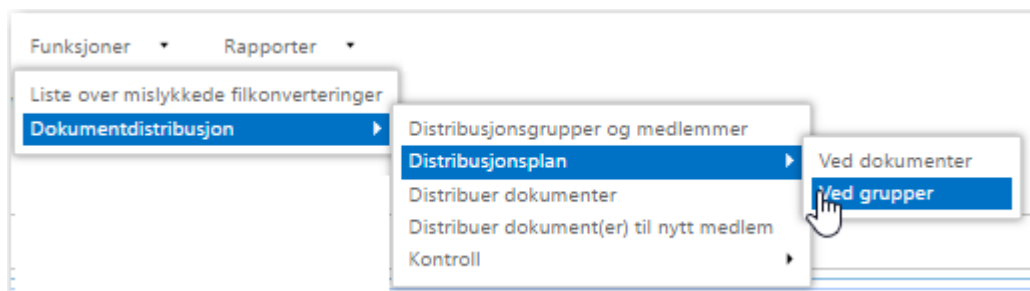 Funksjoner Rapporter
Liste over mislykkede filkonverteringer
Dokumentdistribusjon
Distribusjonsgrupper og medlemmer
Distribusjonsplan
Distribuer dokumenter
Distribuer dokument(er) til nytt medlem
Kontroll
Ved dokumenter
Ved grupper